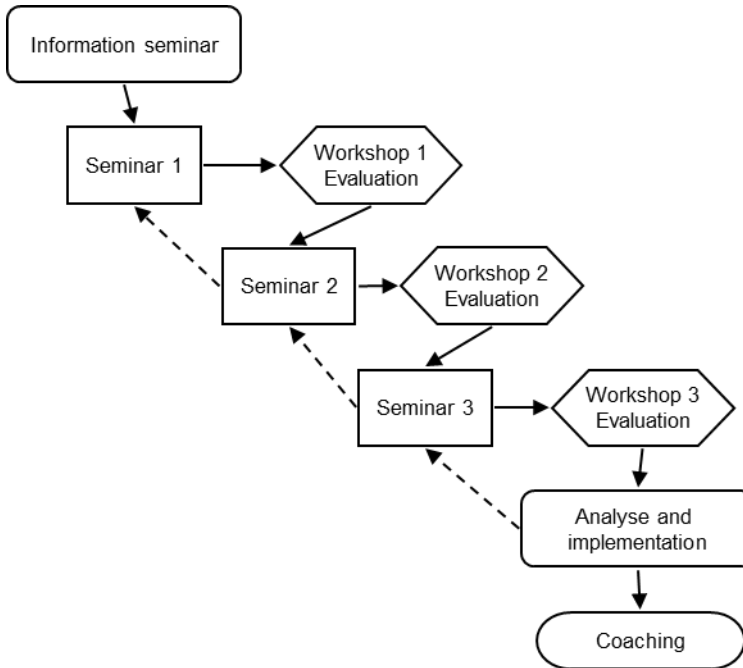 Information seminar
Seminar 1
Workshop 1
Evaluation
Seminar 2
Workshop 2
Evaluation
Seminar 3
Workshop 3
Evaluation
Analyse and
implementation
Coaching